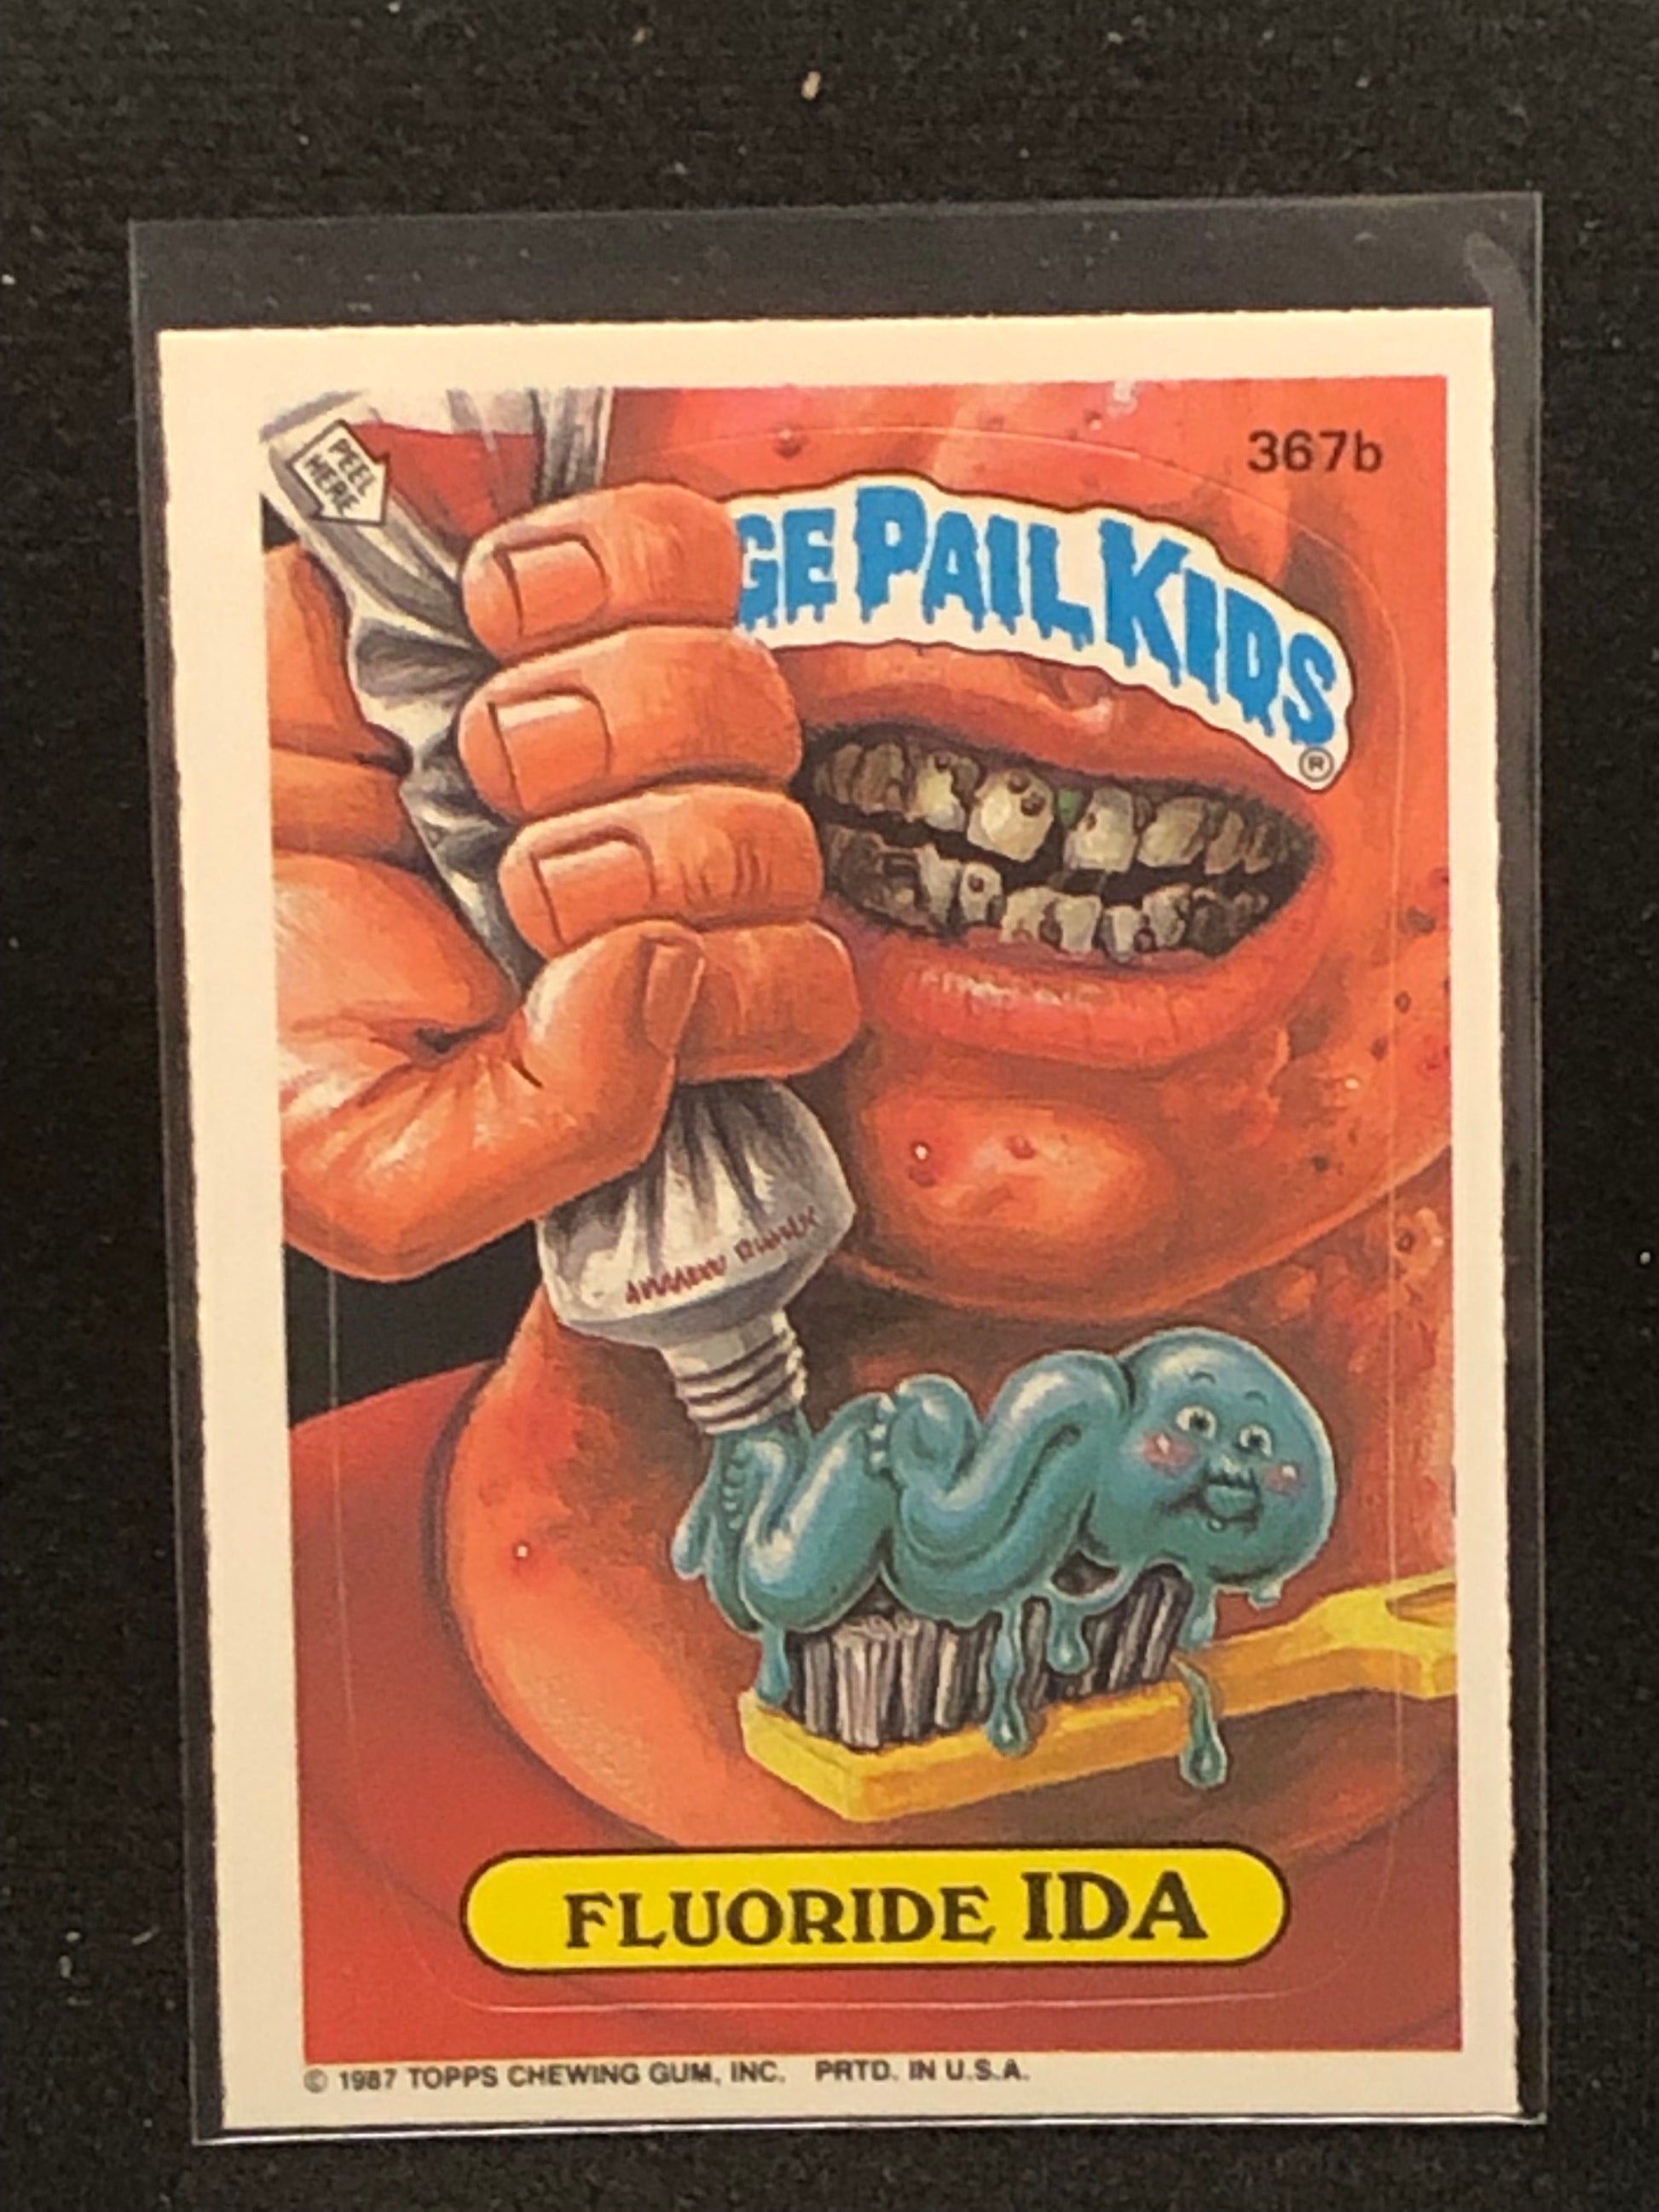 PEEL
HERE
367b
GE PAIL KIDS
®
FLUORIDE IDA
© 1987 TOPPS CHEWING GUM, INC. PRTD. IN U.S.A.